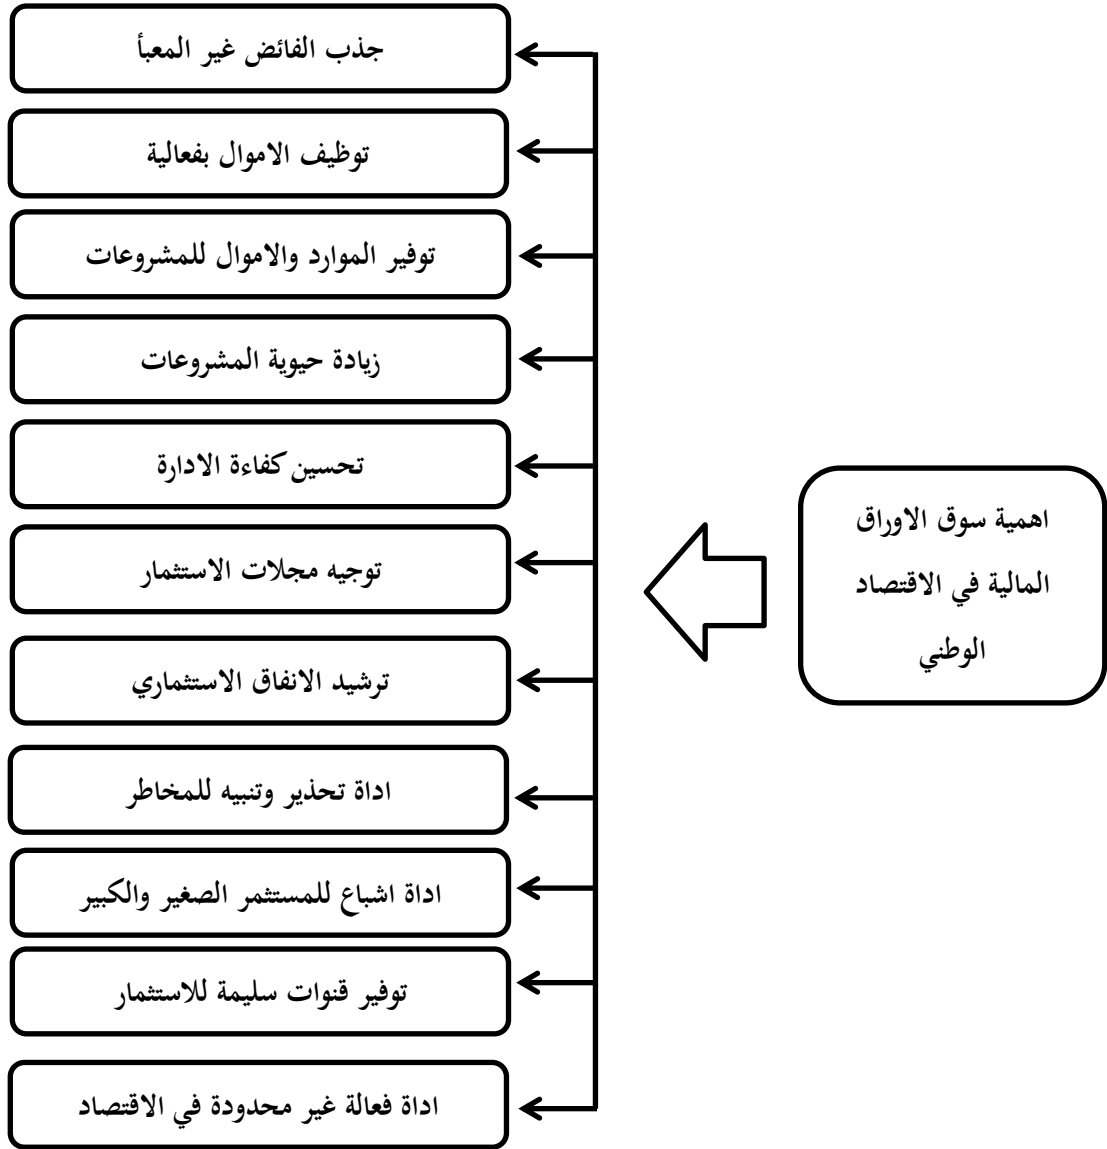 اهمية سوق الاوراق
المالية في الاقتصاد
الوطني
جذب الفائض غير المعبأ
توظيف الاموال بفعالية
توفير الموارد والاموال للمشروعات
زيادة حيوية المشروعات
تحسين كفاءة الادارة
توجيه مجلات الاستثمار
ترشيد الانفاق الاستثماري
اداة تحذير وتنبيه للمخاطر
اداة اشباع للمستثمر الصغير والكبير
توفير قنوات سليمة للاستثمار
اداة فعالة غير محدودة في الاقتصاد